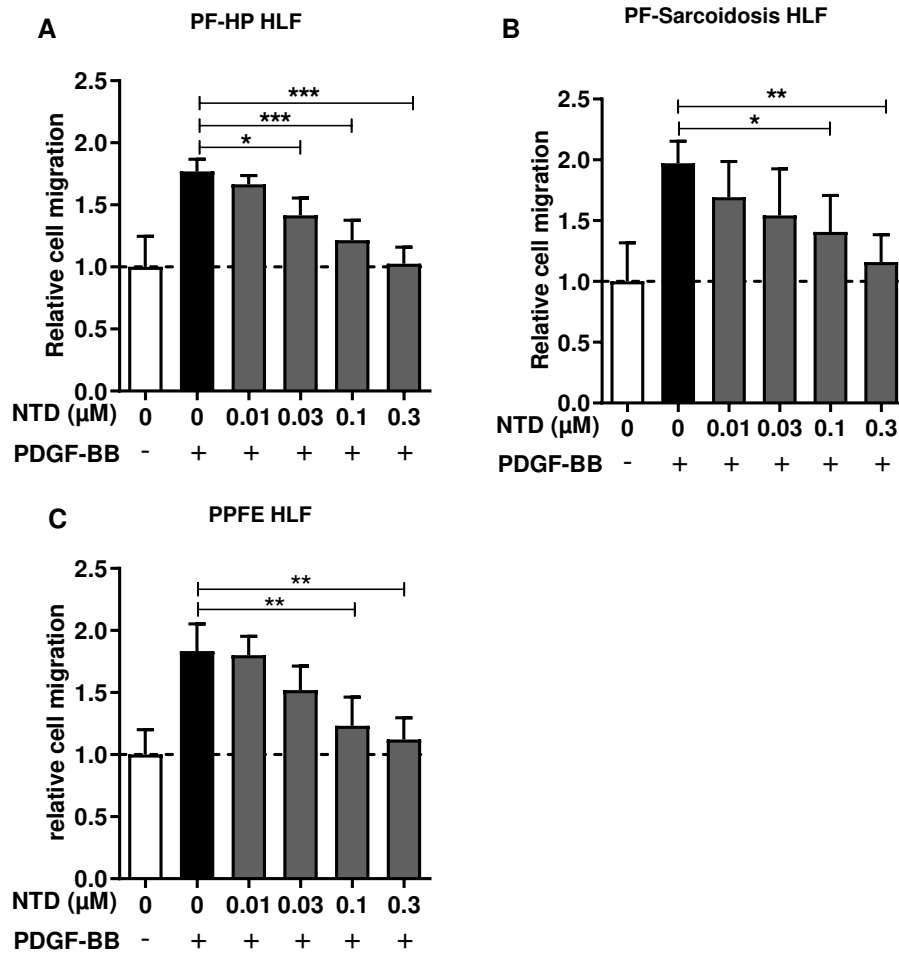 A
PF-HP HLF
Relative cell migration
2.5
2.0
1.5
1.0
0.5
0.0
***
***
*
NTD (µM) 0 0 0.01 0.03 0.1 0.3
PDGF-BB - + + + + +
B
PF-Sarcoidosis HLF
Relative cell migration
2.5
2.0
1.5
1.0
0.5
0.0
**
*
NTD (µM) 0 0 0.01 0.03 0.1 0.3
PDGF-BB - + + + + +
C
PPFE HLF
relative cell migration
2.5
2.0
1.5
1.0
0.5
0.0
**
**
NTD (µM) 0 0 0.01 0.03 0.1 0.3
PDGF-BB - + + + + +